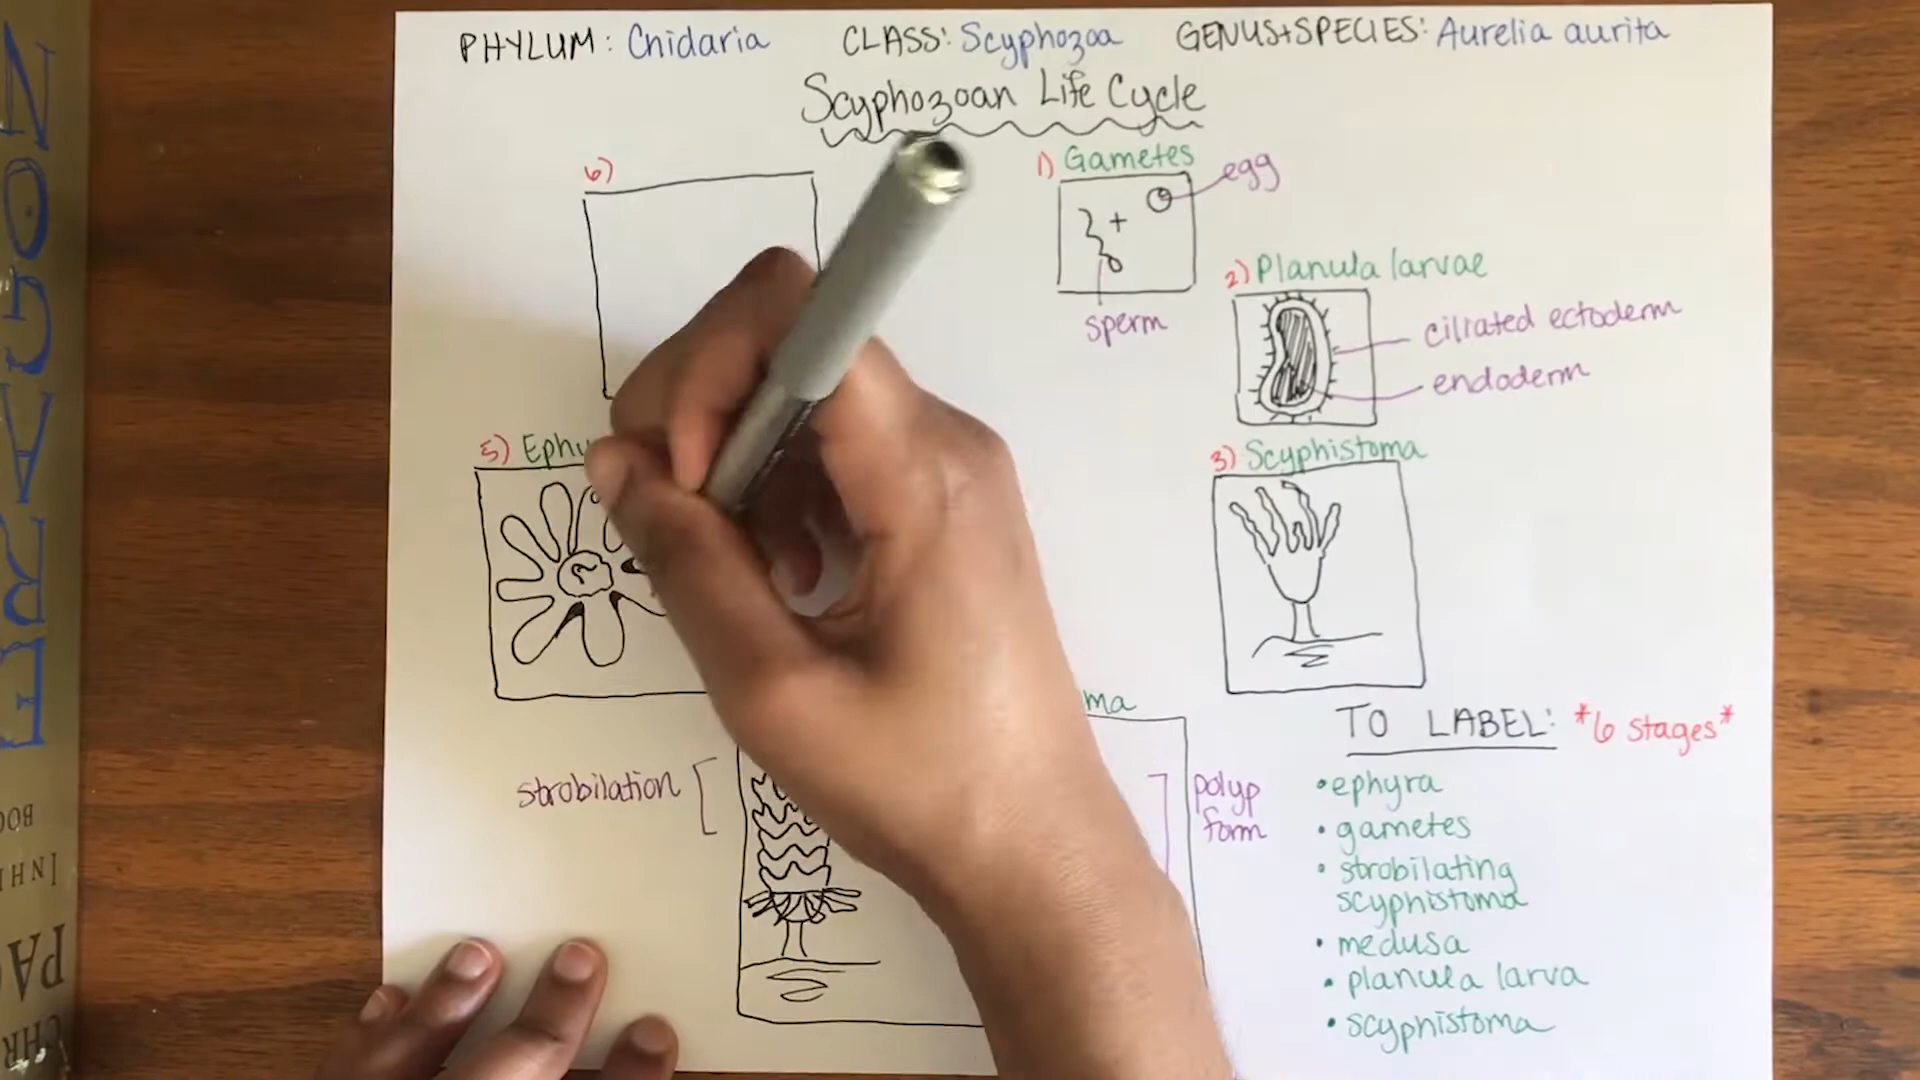 PHYLUM: Cnidaria CLASS: Scyphozoa GENUS+SPECIES: Aurelia aurita
Scyphozoan Life Cycle
6)
1) Gametes
egg
+
sperm
2) Planula larvae
ciliated ectoderm
endoderm
5) Ephy
3) Scyphistoma
ma
strobilation
polyp
form
TO LABEL: *6 stages*
• ephyra
• gametes
• strobilating
scyphistoma
• medusa
• planula larva
• scyphistoma